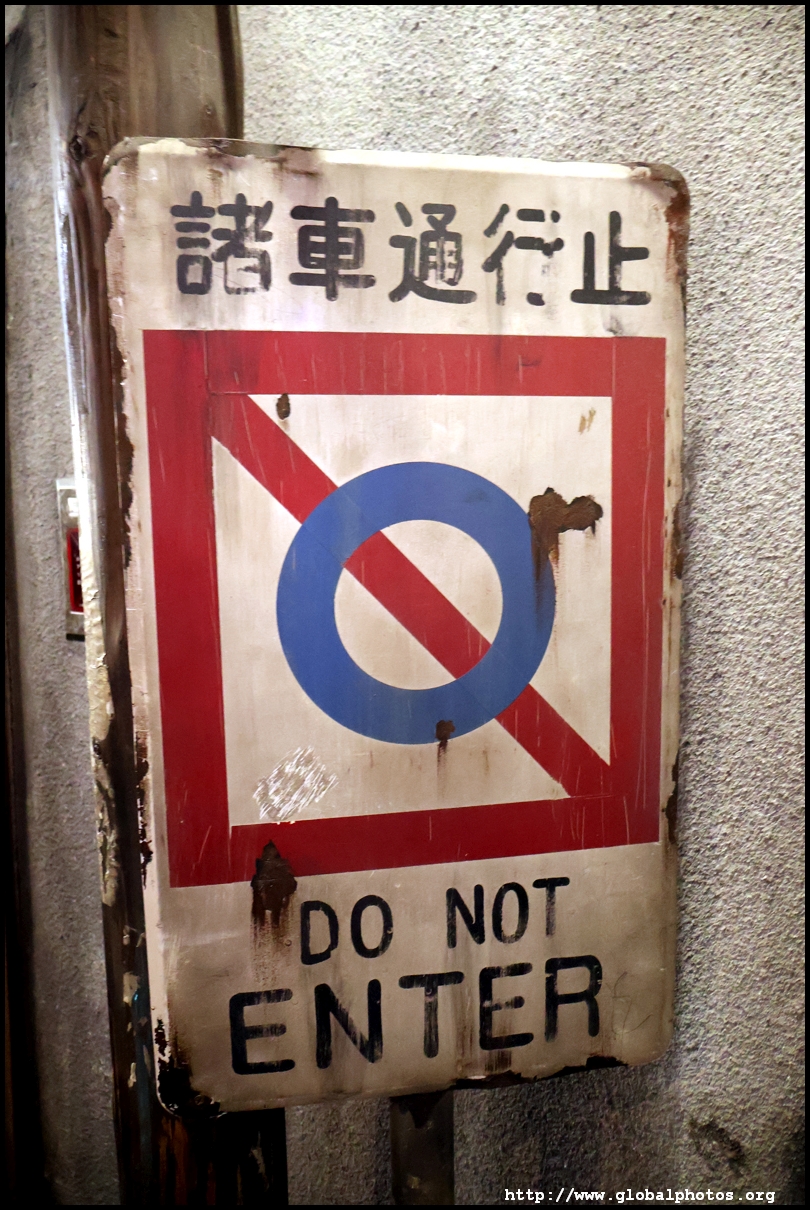 諸車通行止
DO NOT
ENTER
http://www.globalphotos.org